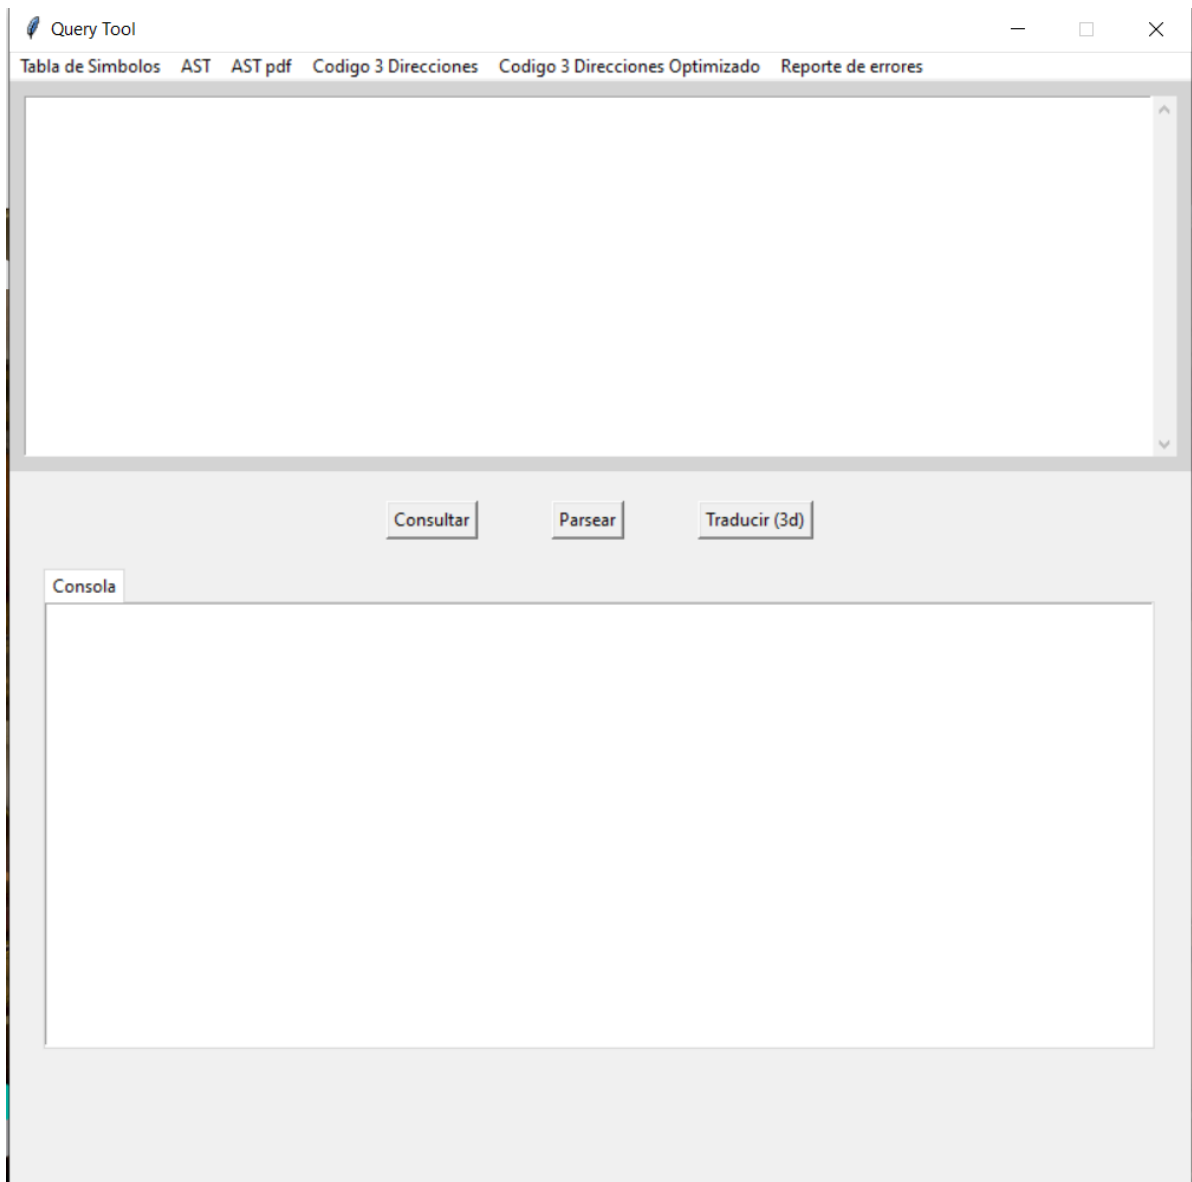 Query Tool
Tabla de Simbolos AST AST pdf Codigo 3 Direcciones Codigo 3 Direcciones Optimizado Reporte de errores
Consultar Parsear Traducir (3d)
Consola